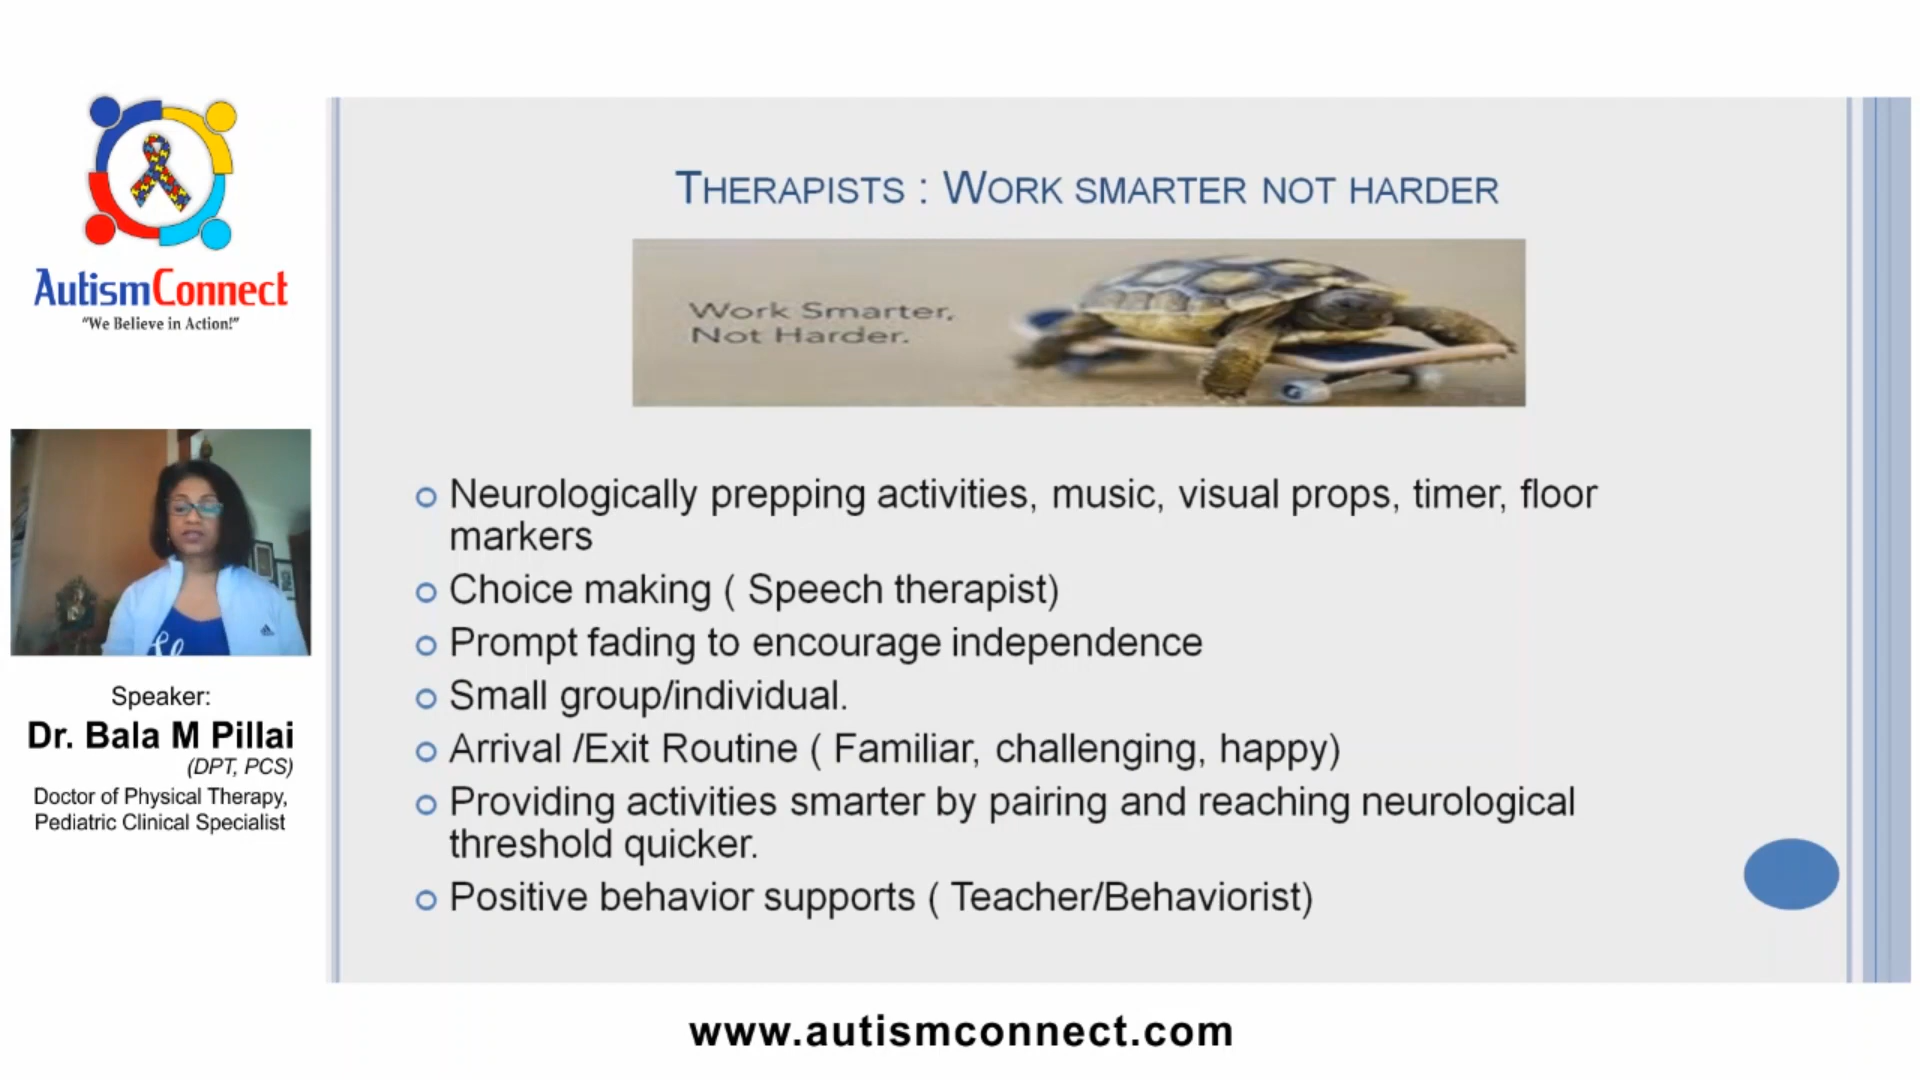 AutismConnect
"We Believe in Action!"
Speaker:
Dr. Bala M Pillai
(DPT, PCS)
Doctor of Physical Therapy,
Pediatric Clinical Specialist
THERAPISTS : WORK SMARTER NOT HARDER
Work Smarter,
Not Harder.
Neurologically prepping activities, music, visual props, timer, floor
markers
Choice making ( Speech therapist)
Prompt fading to encourage independence
Small group/individual.
Arrival /Exit Routine ( Familiar, challenging, happy)
Providing activities smarter by pairing and reaching neurological
threshold quicker.
Positive behavior supports ( Teacher/Behaviorist)
www.autismconnect.com